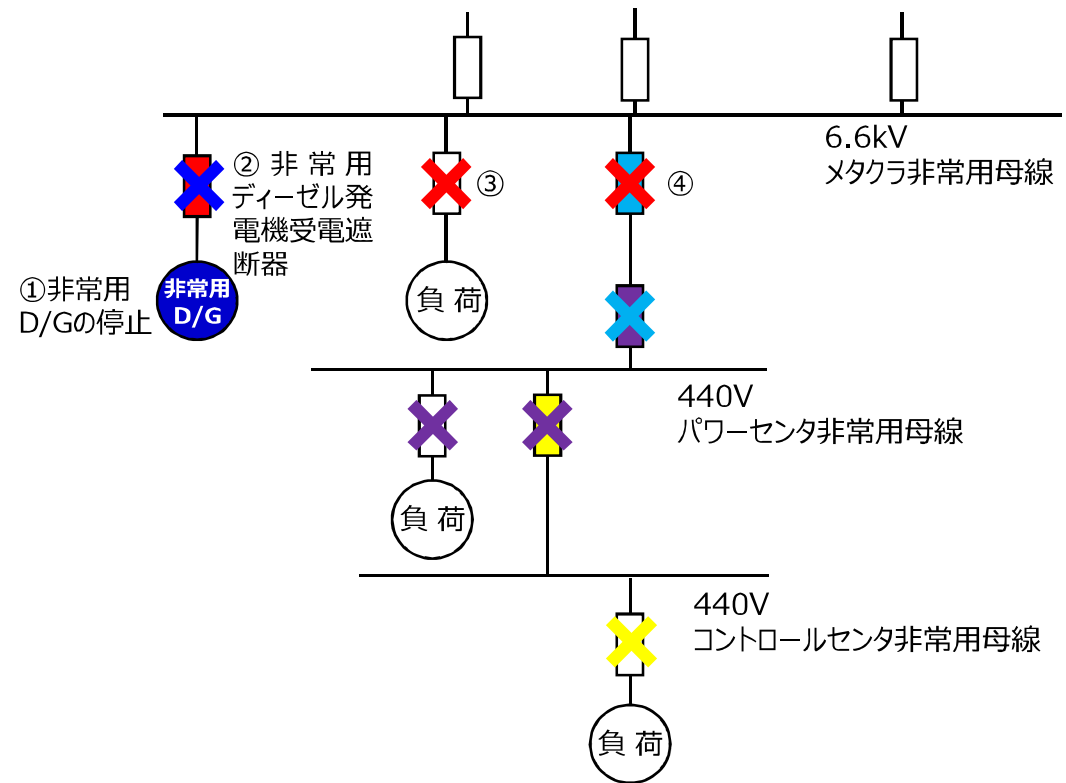 6.6kV
メタクラ非常用母線
②非常用
ディーゼル発
電機受電遮
断器
③
④
①非常用
D/Gの停止
非常用
D/G
負荷
440V
パワーセンタ非常用母線
負荷
440V
コントロールセンタ非常用母線
負荷